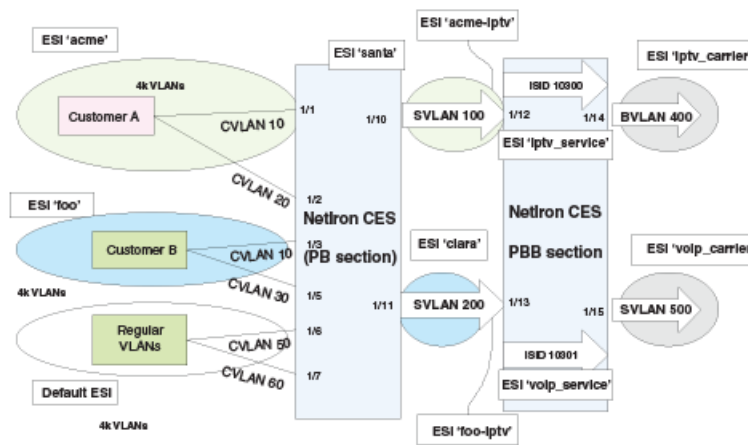 ESI 'acme'
4k VLANs
Customer A
CVLAN 10
CVLAN 20
ESI 'foo'
Customer B
CVLAN 10
CVLAN 30
4k VLANs
Regular
VLANs
CVLAN 50
CVLAN 60
Default ESI
4k VLANs
ESI 'santa'
1/1
1/10
1/2
NetIron CES
1/3
(PB section)
1/5
1/11
1/6
1/7
ESI 'acme-iptv'
SVLAN 100
ESI 'clara'
SVLAN 200
ESI 'foo-iptv'
ISID 10300
1/12
1/14
ESI 'iptv_service'
NetIron CES
PBB section
1/13
1/15
ISID 10301
ESI 'voip_service'
ESI 'iptv_carrier
BVLAN 400
ESI 'voip_carrier
SVLAN 500